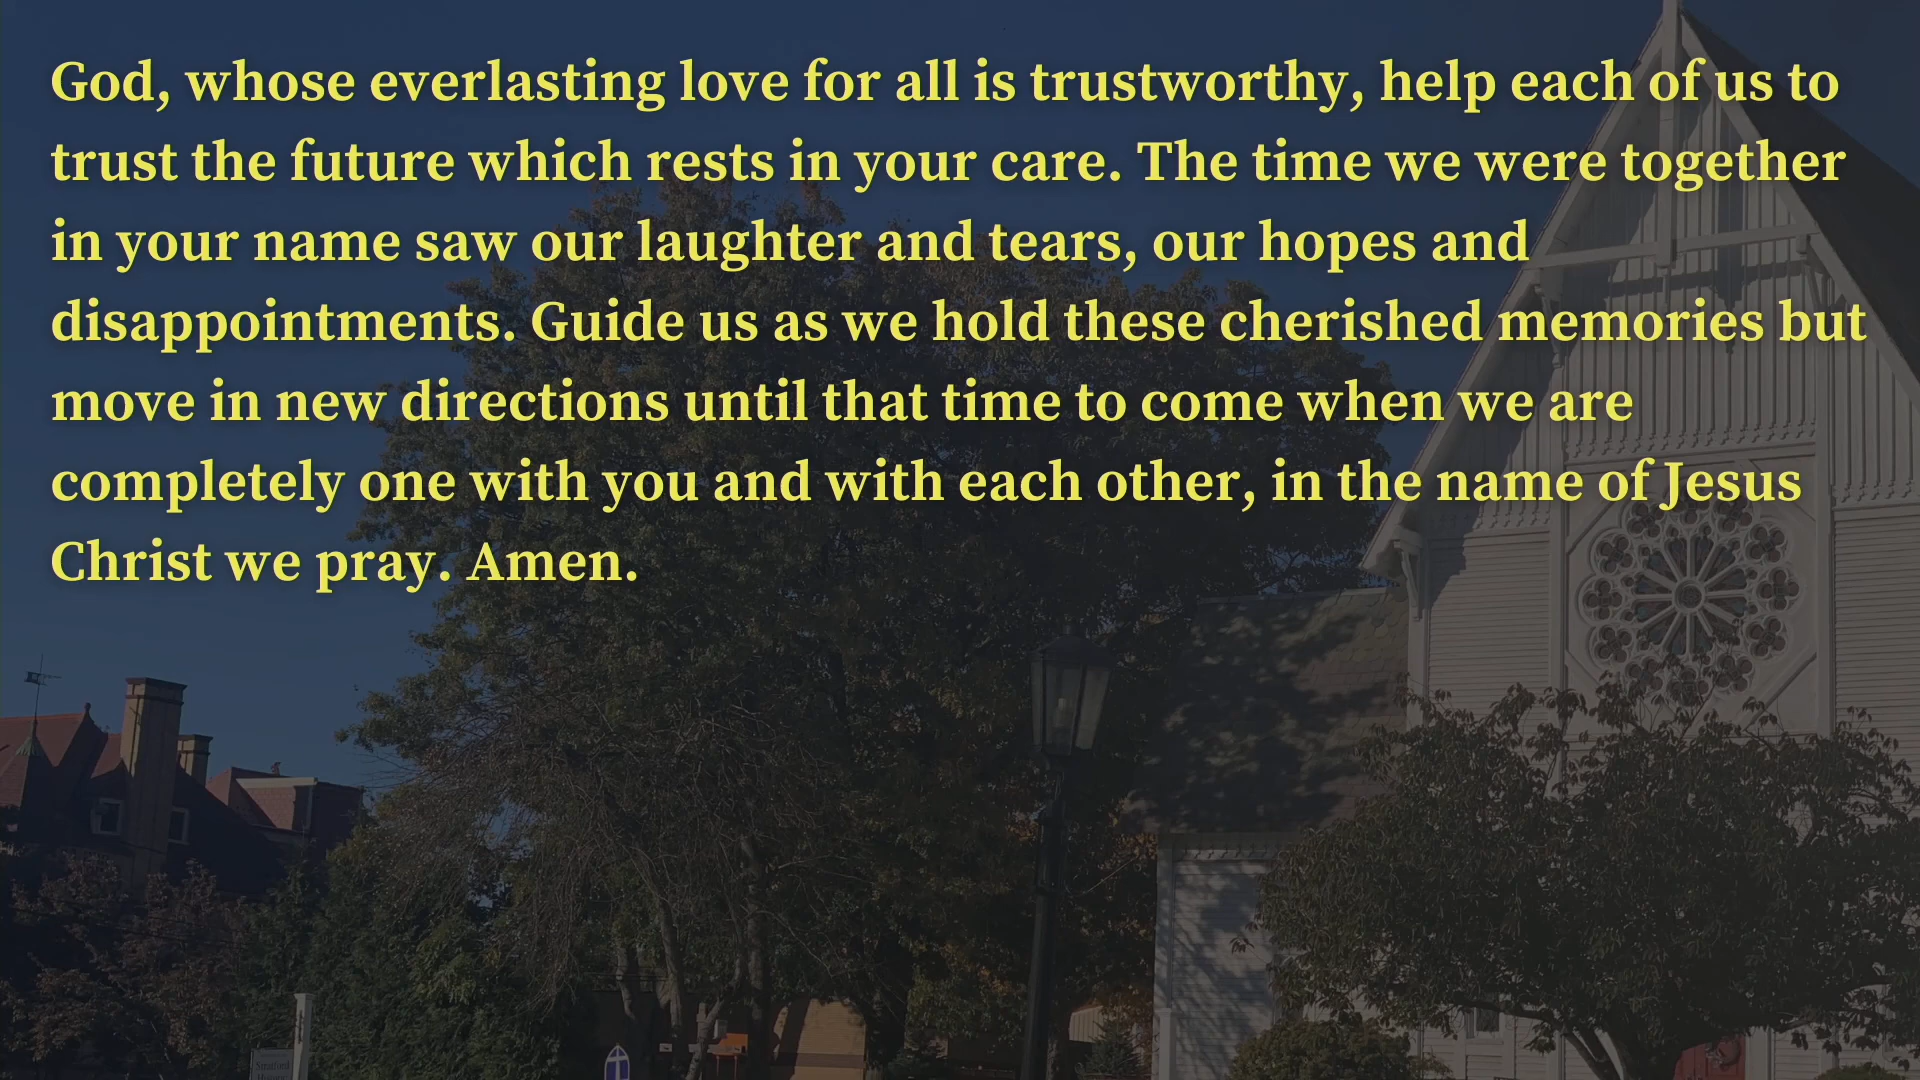 God, whose everlasting love for all is trustworthy, help each of us to
trust the future which rests in your care. The time we were together
in your name saw our laughter and tears, our hopes and
disappointments. Guide us as we hold these cherished memories but
move in new directions until that time to come when we are
completely one with you and with each other, in the name of Jesus
Christ we pray. Amen.